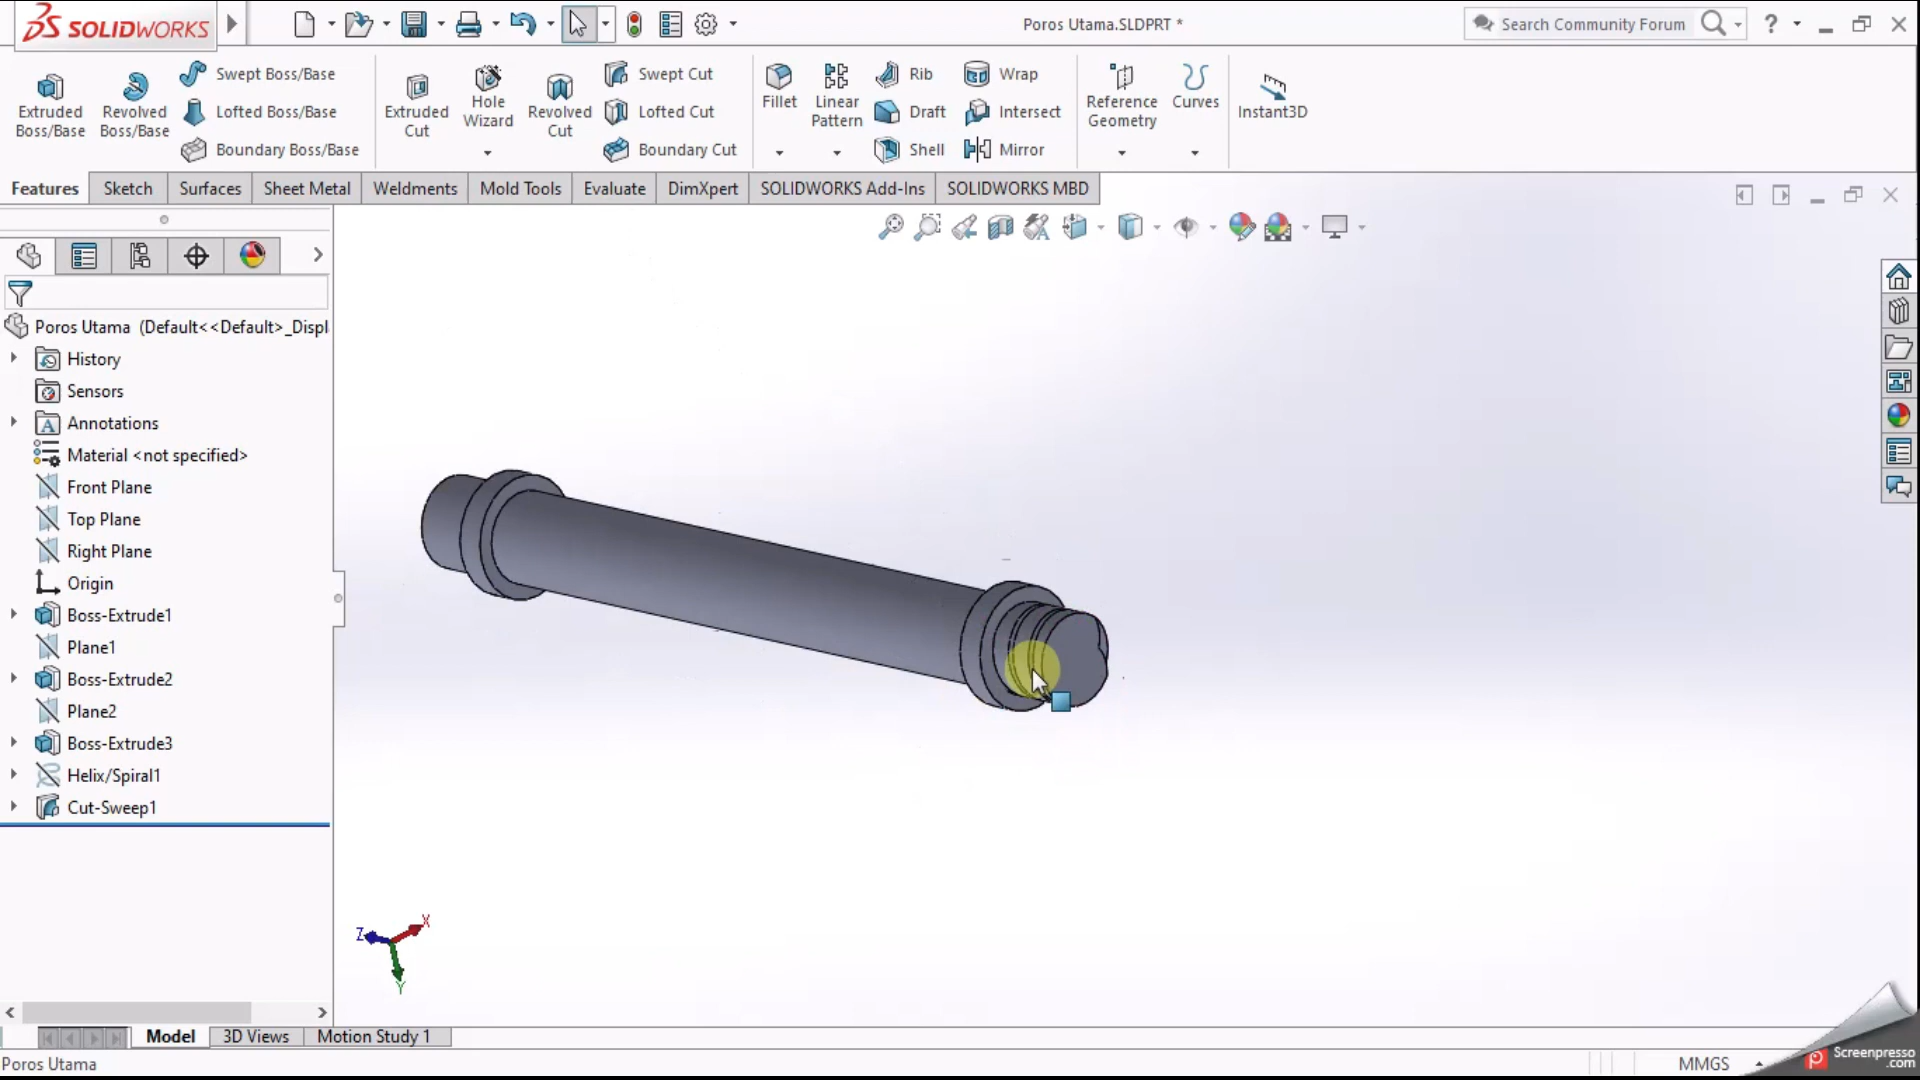 SOLIDWORKS
Poros Utama.SLDPRT *
Search Community Forum
?
Extruded Boss/Base
Revolved Boss/Base
Swept Boss/Base
Lofted Boss/Base
Boundary Boss/Base
Extruded Cut
Hole Wizard
Revolved Cut
Swept Cut
Lofted Cut
Boundary Cut
Fillet
Linear Pattern
Rib
Draft
Shell
Wrap
Intersect
Mirror
Reference Geometry
Curves
Instant3D
Features
Sketch
Surfaces
Sheet Metal
Weldments
Mold Tools
Evaluate
DimXpert
SOLIDWORKS Add-Ins
SOLIDWORKS MBD
Poros Utama (Default<<Default>_Displ
History
Sensors
Annotations
Material <not specified>
Front Plane
Top Plane
Right Plane
Origin
Boss-Extrude1
Plane1
Boss-Extrude2
Plane2
Boss-Extrude3
Helix/Spiral1
Cut-Sweep1
X
Z
Y
Model
3D Views
Motion Study 1
Poros Utama
MMGS
Screenpresso
.com